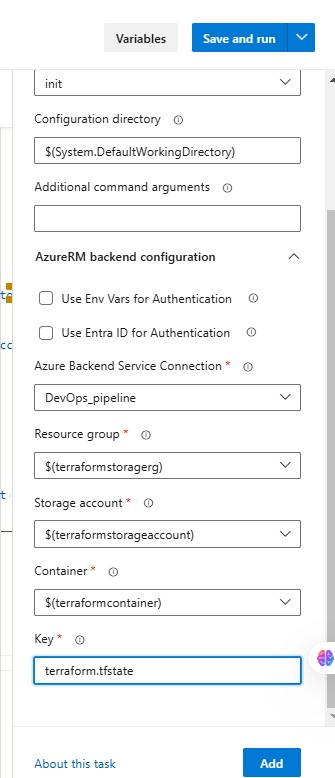 Variables
Save and run
init
Configuration directory
$(System.DefaultWorkingDirectory)
Additional command arguments
AzureRM backend configuration
Use Env Vars for Authentication
Use Entra ID for Authentication
Azure Backend Service Connection *
DevOps_pipeline
Resource group *
$(terraformstoragerg)
Storage account *
$(terraformstorageaccount)
Container *
$(terraformcontainer)
Key *
terraform.tfstate
About this task
Add